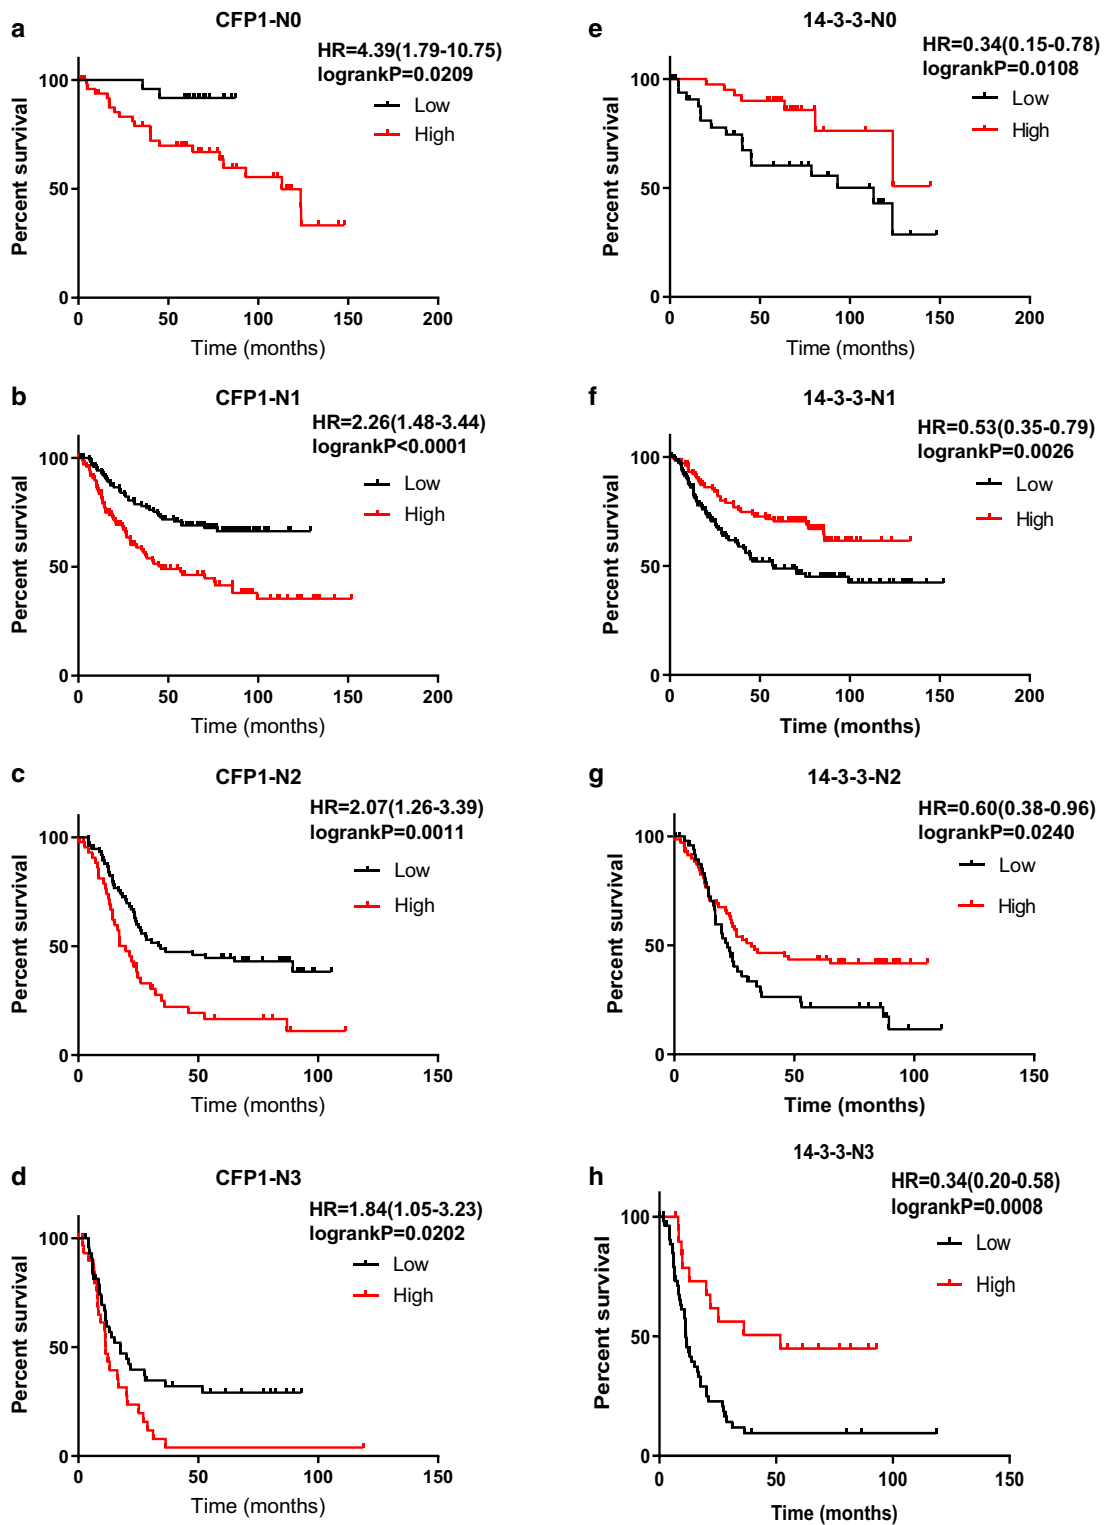 a
CFP1-N0
HR=4.39(1.79-10.75)
logrankP=0.0209
Low
High
Percent survival
100
50
0
0 50 100 150 200
Time (months)
e
14-3-3-N0
HR=0.34(0.15-0.78)
logrankP=0.0108
Low
High
Percent survival
100
50
0
0 50 100 150 200
Time (months)
b
CFP1-N1
HR=2.26(1.48-3.44)
logrankP<0.0001
Low
High
Percent survival
100
50
0
0 50 100 150 200
Time (months)
f
14-3-3-N1
HR=0.53(0.35-0.79)
logrankP=0.0026
Low
High
Percent survival
100
50
0
0 50 100 150 200
Time (months)
c
CFP1-N2
HR=2.07(1.26-3.39)
logrankP=0.0011
Low
High
Percent survival
100
50
0
0 50 100 150
Time (months)
g
14-3-3-N2
HR=0.60(0.38-0.96)
logrankP=0.0240
Low
High
Percent survival
100
50
0
0 50 100 150
Time (months)
d
CFP1-N3
HR=1.84(1.05-3.23)
logrankP=0.0202
Low
High
Percent survival
100
50
0
0 50 100 150
Time (months)
h
14-3-3-N3
HR=0.34(0.20-0.58)
logrankP=0.0008
Low
High
Percent survival
100
50
0
0 50 100 150
Time (months)